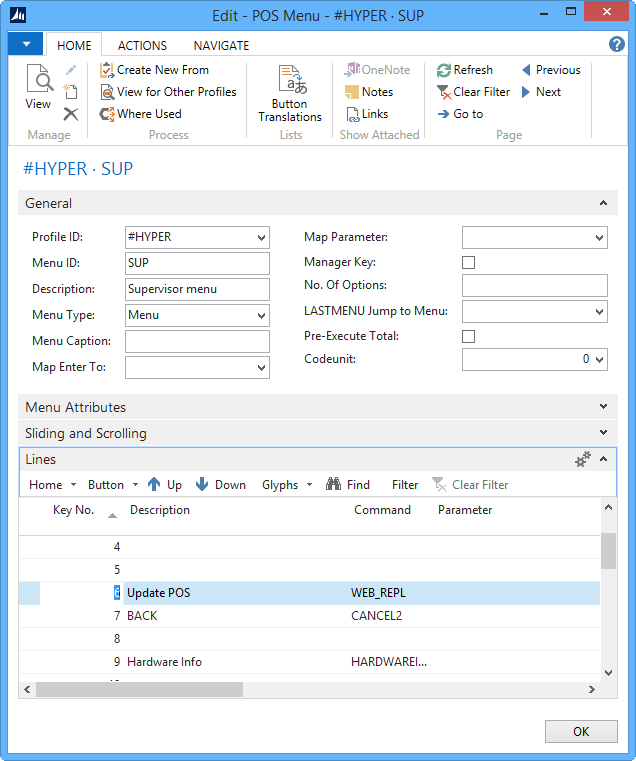 Edit - POS Menu - #HYPER · SUP
HOME ACTIONS NAVIGATE
View
Create New From
View for Other Profiles
Where Used
Button Translations
OneNote
Notes
Links
Refresh
Clear Filter
Go to
Previous
Next
Manage Process Lists Show Attached Page
#HYPER · SUP
General
Profile ID: #HYPER
Menu ID: SUP
Description: Supervisor menu
Menu Type: Menu
Menu Caption:
Map Enter To:
Map Parameter:
Manager Key:
No. Of Options:
LASTMENU Jump to Menu:
Pre-Execute Total:
Codeunit: 0
Menu Attributes
Sliding and Scrolling
Lines
Home Button Up Down Glyphs Find Filter Clear Filter
Key No. Description Command Parameter
4
5
6 Update POS WEB_REPL
7 BACK CANCEL2
8
9 Hardware Info HARDWAREI...
OK